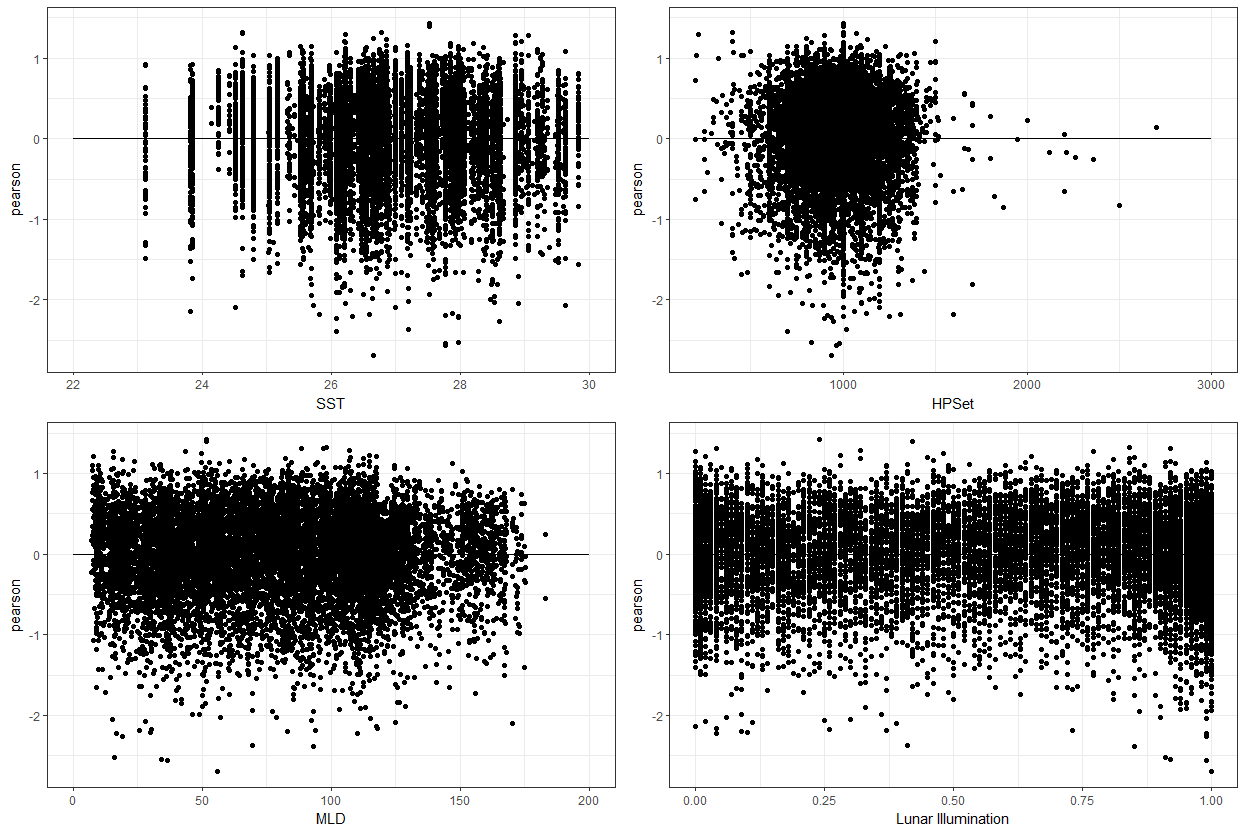 pearson
1
0
-1
-2
22 24 26 28 30
SST
pearson
1
0
-1
-2
1000 2000 3000
HPSet
pearson
1
0
-1
-2
0 50 100 150 200
MLD
pearson
1
0
-1
-2
0.00 0.25 0.50 0.75 1.00
Lunar Illumination